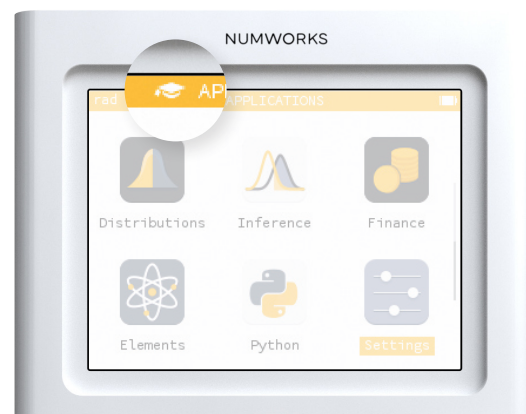 NUMWORKS
AP
rad APPLICATIONS
Distributions Inference Finance
Elements Python Settings